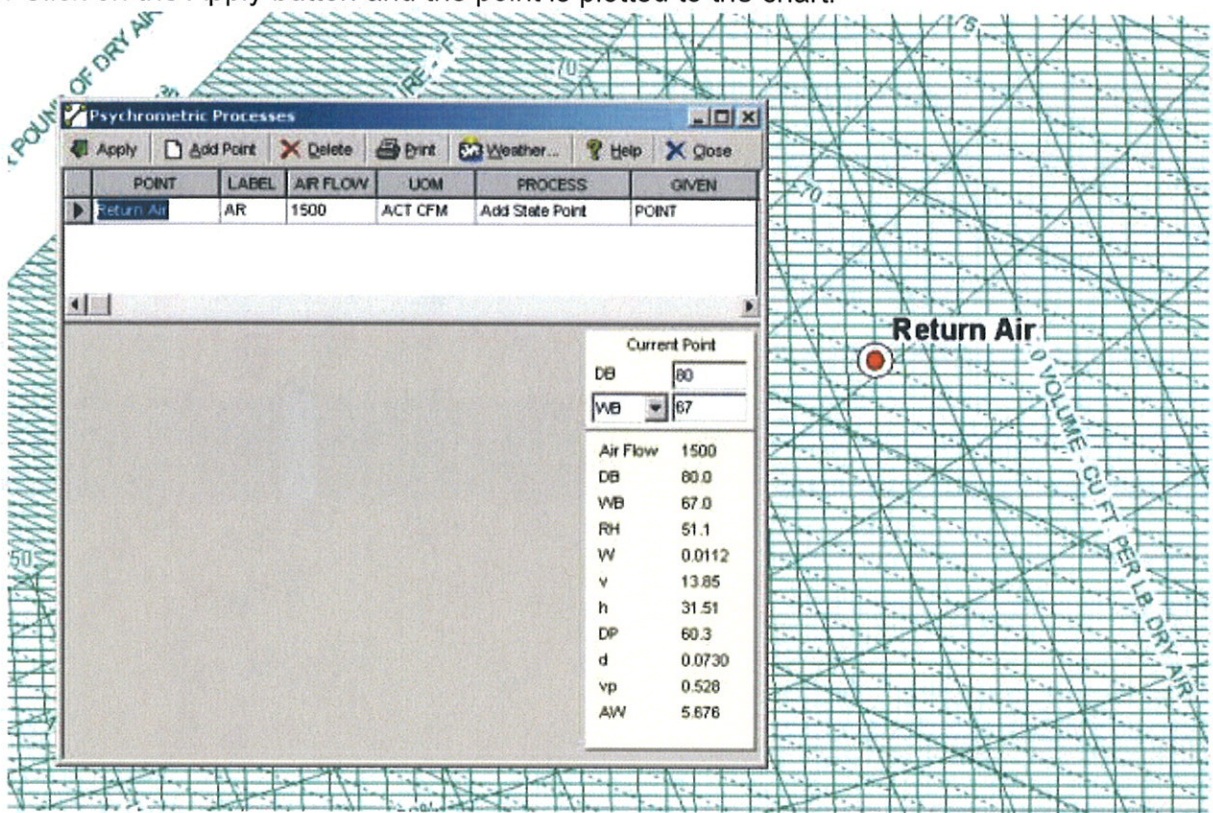 Click on the Apply button and the point is plotted to the chart.
POUN OF DRY AIR
RE - °F
70
75
Psychrometric Processes
Apply Add Point Delete Print Weather... Help Close
POINT LABEL AIR FLOW UOM PROCESS GIVEN
Return Air AR 1500 ACT CFM Add State Point POINT
70
Return Air
Current Point
DB 80
WB 67
0 VOLUME - CU FT PER LB. DRY AIR
Air Flow 1500
DB 80.0
WB 67.0
RH 51.1
W 0.0112
v 13.85
h 31.51
DP 60.3
d 0.0730
vp 0.528
AW 5.676
50